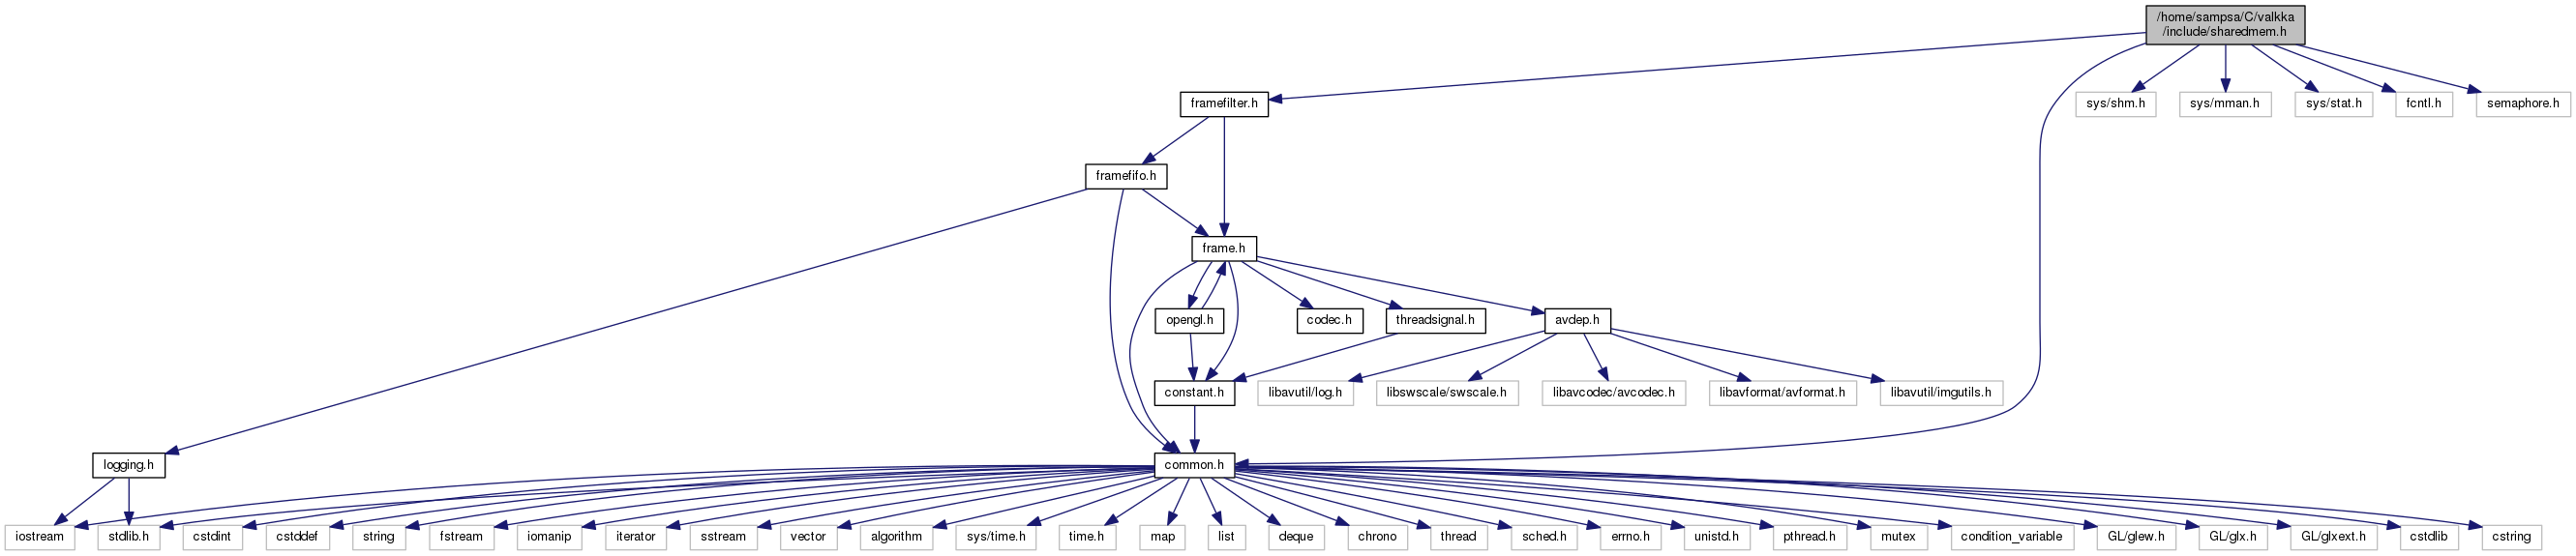 /home/sampsa/C/valkka
/include/sharedmem.h
framefilter.h
sys/shm.h
sys/mman.h
sys/stat.h
fcntl.h
semaphore.h
framefifo.h
frame.h
opengl.h
codec.h
threadsignal.h
avdep.h
constant.h
libavutil/log.h
libswscale/swscale.h
libavcodec/avcodec.h
libavformat/avformat.h
libavutil/imgutils.h
logging.h
common.h
iostream
stdlib.h
cstdint
cstddef
string
fstream
iomanip
iterator
sstream
vector
algorithm
sys/time.h
time.h
map
list
deque
chrono
thread
sched.h
errno.h
unistd.h
pthread.h
mutex
condition_variable
GL/glew.h
GL/glx.h
GL/glxext.h
cstdlib
cstring